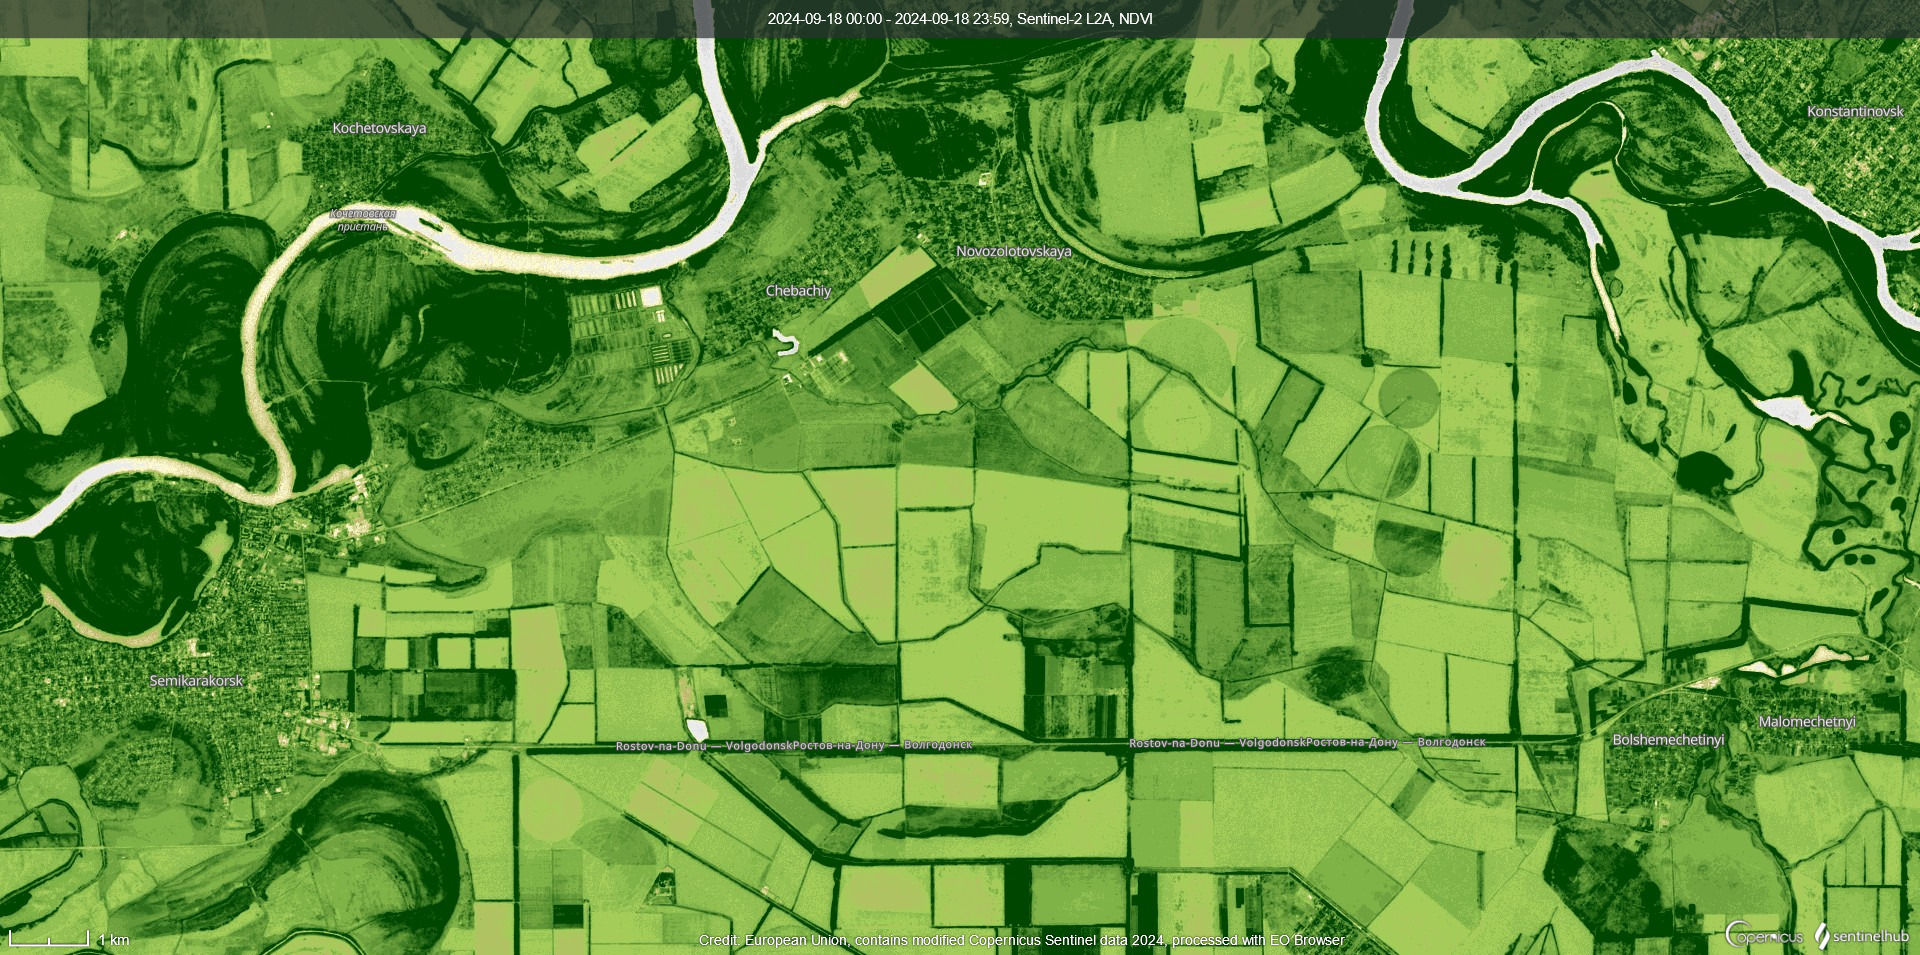 2024-09-18 00:00 - 2024-09-18 23:59, Sentinel-2 L2A, NDVI
Konstantinovsk
Kochetovskaya
Кочетовская
пристань
Novozolotovskaya
Chebachiy
Semikarakorsk
Malomechetnyi
Bolshemechetinyi
Rostov-na-Donu — VolgodonskРостов-на-Дону — Волгодонск
Rostov-na-Donu — VolgodonskРостов-на-Дону — Волгодонск
1 km
Credit: European Union, contains modified Copernicus Sentinel data 2024, processed with EO Browser
Copernicus
sentinelhub